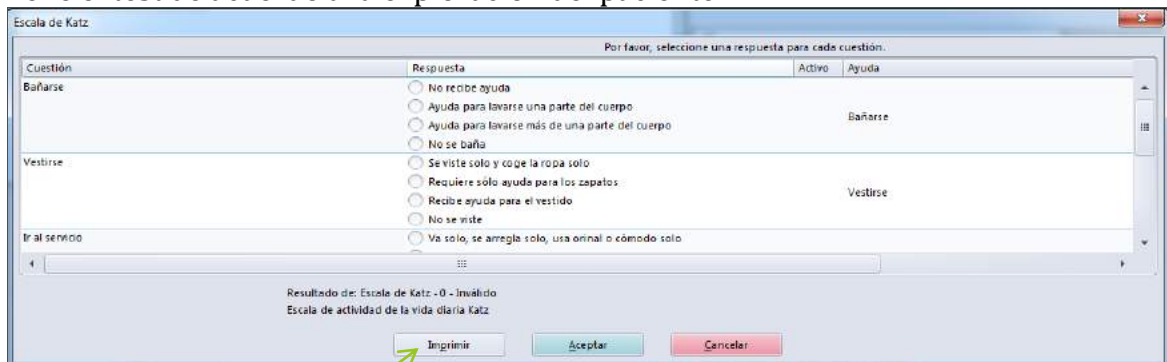 Escala de Katz
Por favor, seleccione una respuesta para cada cuestión.
Cuestión Respuesta Activo Ayuda
Bañarse
No recibe ayuda
Ayuda para lavarse una parte del cuerpo
Ayuda para lavarse más de una parte del cuerpo
No se baña
Bañarse
Vestirse
Se viste solo y coge la ropa solo
Requiere sólo ayuda para los zapatos
Recibe ayuda para el vestido
No se viste
Vestirse
Ir al servicio
Va solo, se arregla solo, usa orinal o cómodo solo
Resultado de: Escala de Katz - 0 - Inválido
Escala de actividad de la vida diaria Katz
Imprimir Aceptar Cancelar